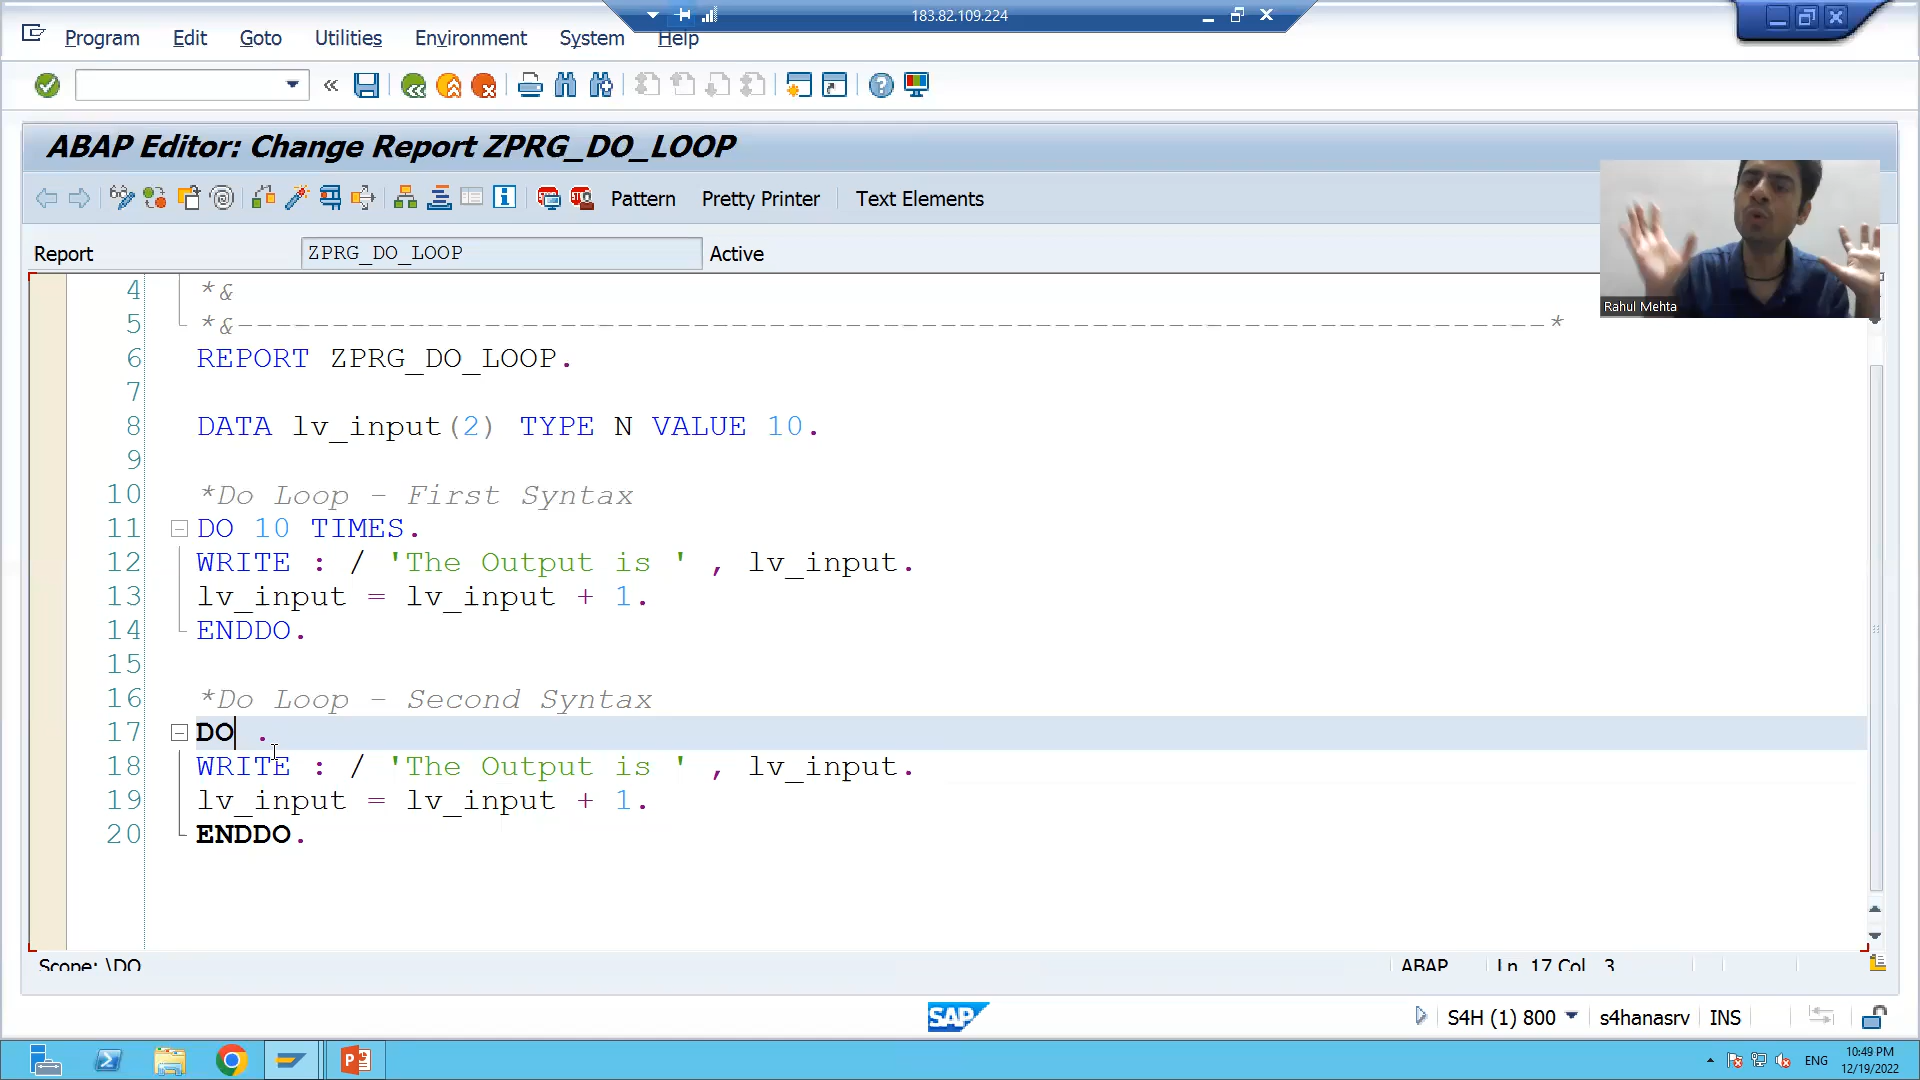 183.82.109.224
Program Edit Goto Utilities Environment System Help
ABAP Editor: Change Report ZPRG_DO_LOOP
Pattern Pretty Printer Text Elements
Report ZPRG_DO_LOOP Active
Rahul Mehta
4 *&
5 *&---------------------------------------------------------------------*
6 REPORT ZPRG_DO_LOOP.
7
8 DATA lv_input(2) TYPE N VALUE 10.
9
10 *Do Loop - First Syntax
11 DO 10 TIMES.
12 WRITE : / 'The Output is ' , lv_input.
13 lv_input = lv_input + 1.
14 ENDDO.
15
16 *Do Loop - Second Syntax
17 DO .
18 WRITE : / 'The Output is ' , lv_input.
19 lv_input = lv_input + 1.
20 ENDDO.
Scope: \DO ABAP Ln 17 Col 3
SAP S4H (1) 800 s4hanasrv INS
ENG 10:49 PM
12/19/2022